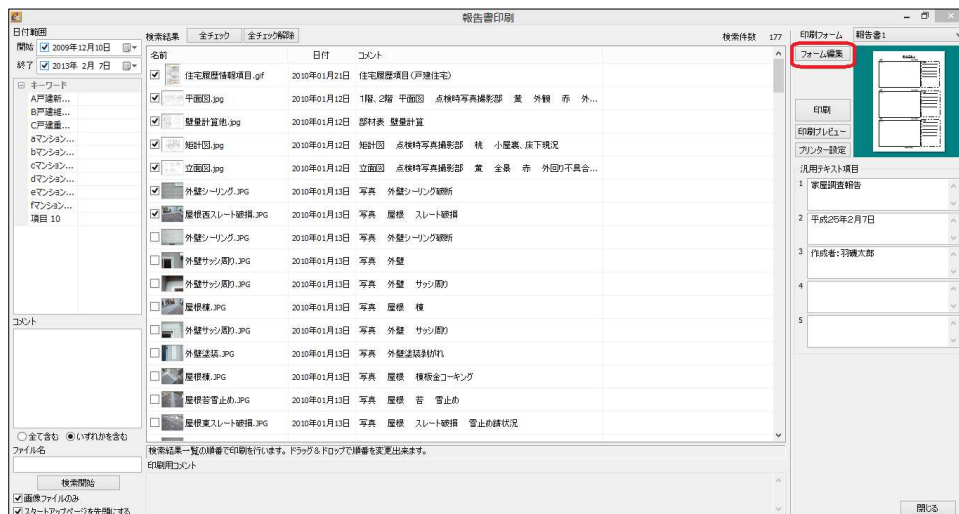 報告書印刷
日付範囲
開始 2009年12月10日
終了 2013年 2月 7日
キーワード
A戸建新...
B戸建維...
C戸建重...
aマンション...
bマンション...
cマンション...
dマンション...
eマンション...
fマンション...
項目 10
コメント
全て含む いずれかを含む
ファイル名
検索開始
画像ファイルのみ
スタートアップページを先頭にする
検索結果 全チェック 全チェック解除 検索件数 177
名前 日付 コメント
住宅履歴情報項目.gif 2010年01月21日 住宅履歴項目(戸建住宅)
平面図.jpg 2010年01月12日 1階、2階 平面図 点検時写真撮影部 黄 外観 赤 外...
壁量計算他.jpg 2010年01月12日 部材表 壁量計算
矩計図.jpg 2010年01月12日 矩計図 点検時写真撮影部 桃 小屋裏、床下現況
立面図.jpg 2010年01月12日 立面図 点検時写真撮影部 黄 全景 赤 外回り不具合...
外壁シーリング.JPG 2010年01月13日 写真 外壁シーリング破断
屋根西スレート破損.JPG 2010年01月13日 写真 屋根 スレート破損
外壁シーリング.JPG 2010年01月13日 写真 外壁シーリング破断
外壁サッシ周り.JPG 2010年01月13日 写真 外壁
外壁サッシ周り.JPG 2010年01月13日 写真 外壁 サッシ周り
屋根棟.JPG 2010年01月13日 写真 屋根 棟
外壁サッシ周り.JPG 2010年01月13日 写真 外壁 サッシ周り
外壁塗装.JPG 2010年01月13日 写真 外壁塗装剥がれ
屋根棟.JPG 2010年01月13日 写真 屋根 棟板金コーキング
屋根苔雪止め.JPG 2010年01月13日 写真 屋根 苔 雪止め
屋根東スレート破損.JPG 2010年01月13日 写真 屋根 スレート破損 雪止め錆状況
検索結果一覧の順番で印刷を行います。ドラッグ&ドロップで順番を変更出来ます。
印刷用コメント
印刷フォーム 報告書1
フォーム編集
印刷
印刷プレビュー
プリンター設定
汎用テキスト項目
1 家屋調査報告
2 平成25年2月7日
3 作成者:羽磯太郎
4
5
閉じる